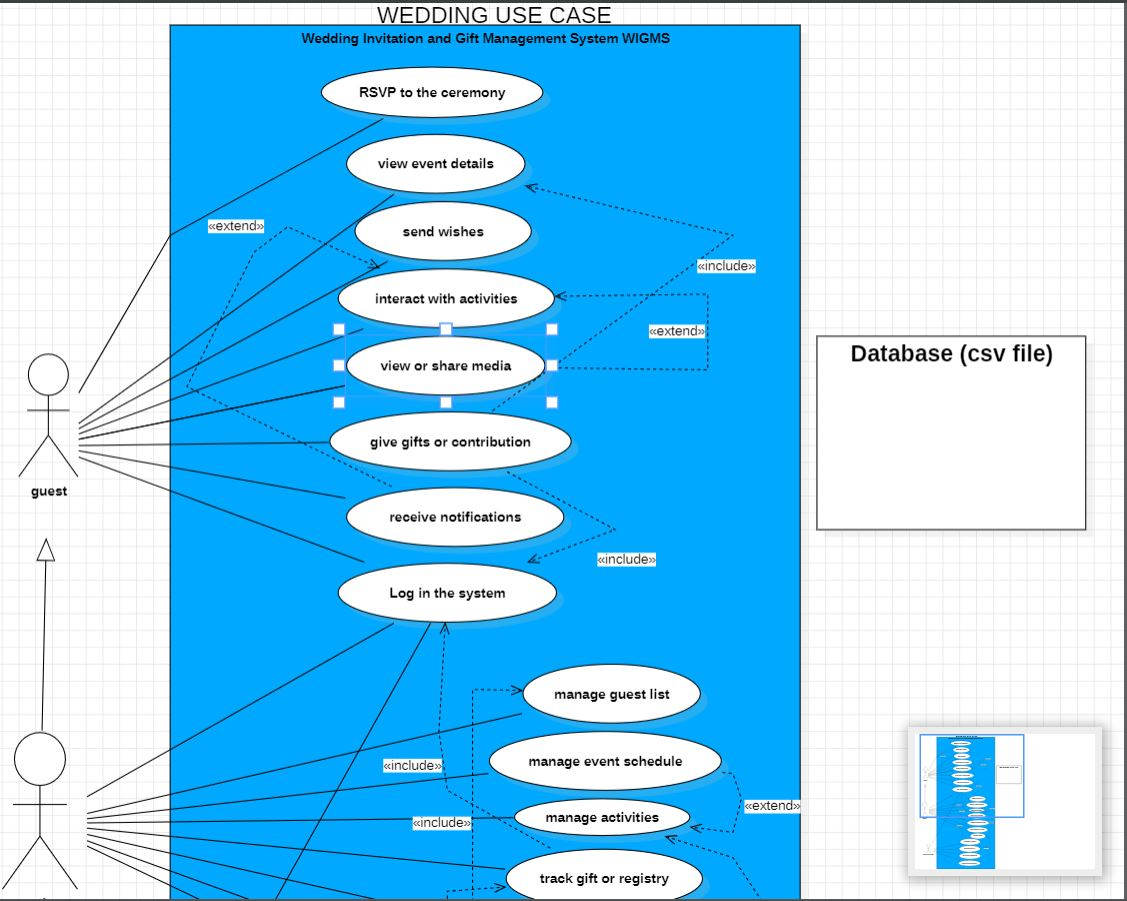 WEDDING USE CASE
Wedding Invitation and Gift Management System WIGMS
RSVP to the ceremony
view event details
send wishes
«extend»
«include»
interact with activities
«extend»
Database (csv file)
view or share media
give gifts or contribution
guest
receive notifications
«include»
Log in the system
manage guest list
manage event schedule
«include»
«extend»
manage activities
«include»
track gift or registry